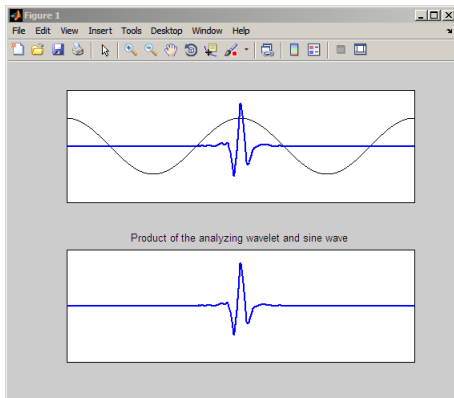 Figure 1
File Edit View Insert Tools Desktop Window Help
Product of the analyzing wavelet and sine wave